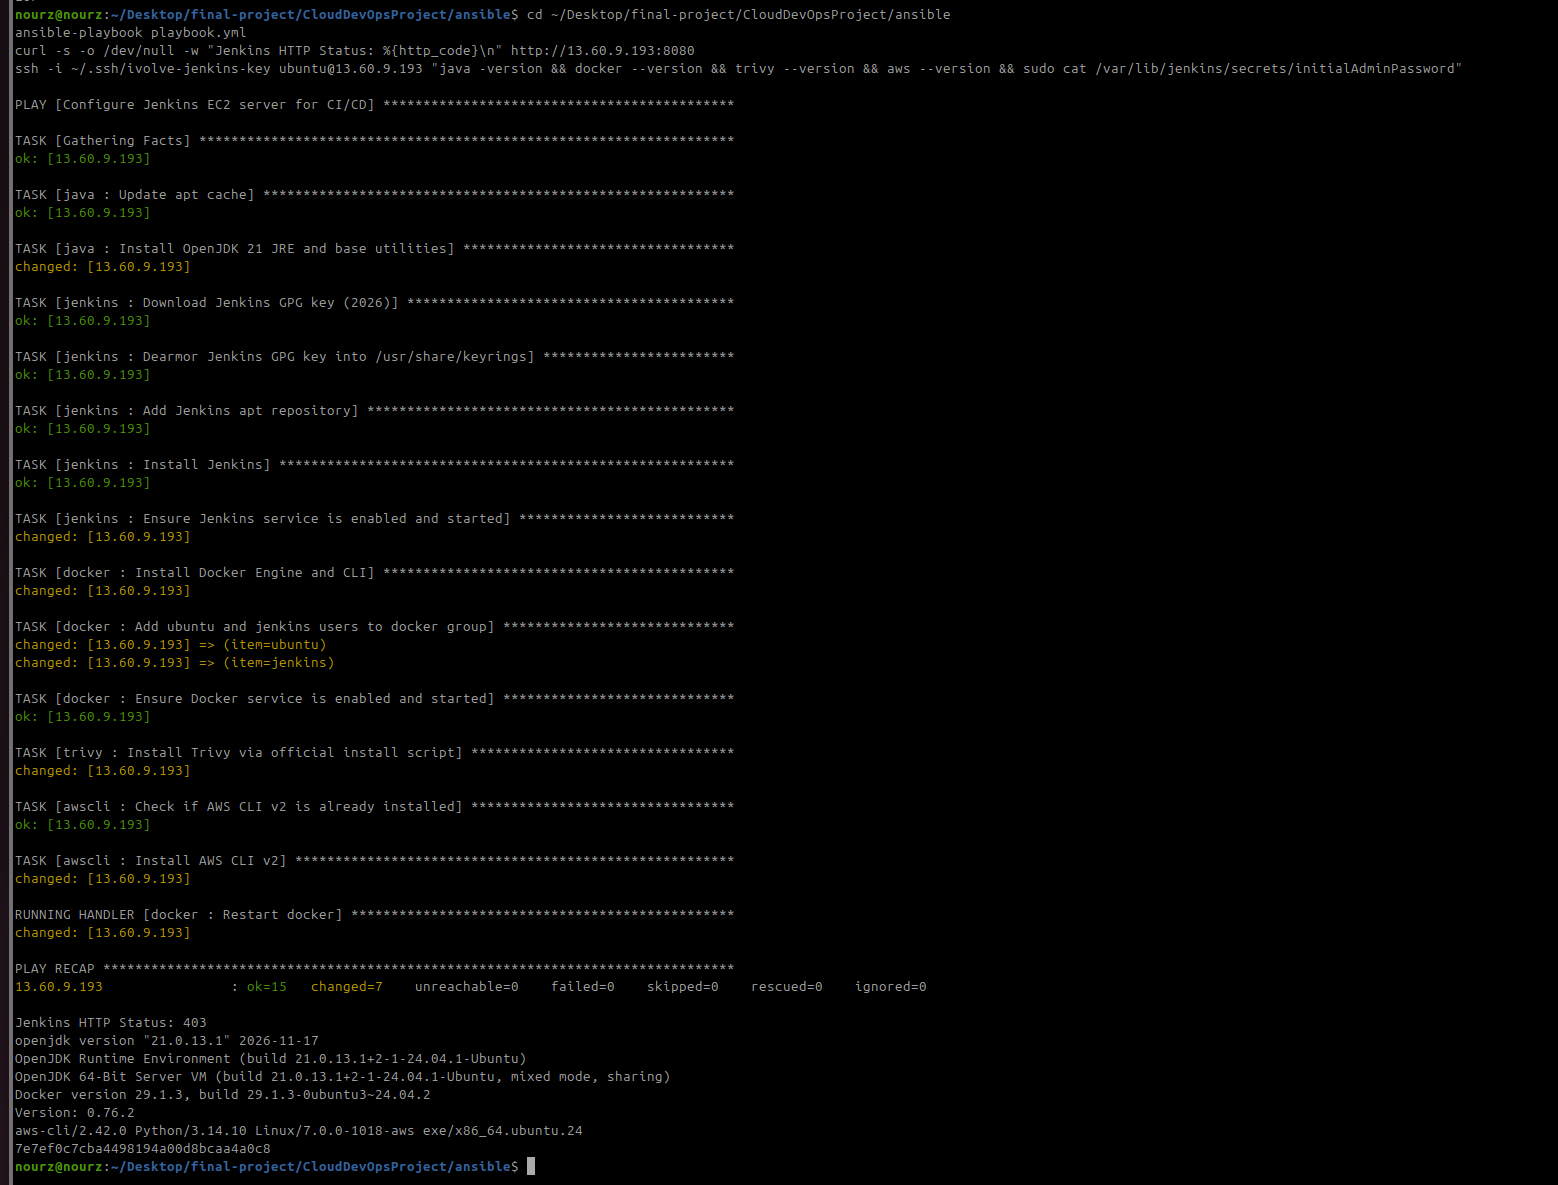 nourz@nourz:~/Desktop/final-project/CloudDevOpsProject/ansible$ cd ~/Desktop/final-project/CloudDevOpsProject/ansible
ansible-playbook playbook.yml
curl -s -o /dev/null -w "Jenkins HTTP Status: %{http_code}\n" http://13.60.9.193:8080
ssh -i ~/.ssh/ivolve-jenkins-key ubuntu@13.60.9.193 "java -version && docker --version && trivy --version && aws --version && sudo cat /var/lib/jenkins/secrets/initialAdminPassword"

PLAY [Configure Jenkins EC2 server for CI/CD] ********************************************

TASK [Gathering Facts] *******************************************************************
ok: [13.60.9.193]

TASK [java : Update apt cache] ***********************************************************
ok: [13.60.9.193]

TASK [java : Install OpenJDK 21 JRE and base utilities] **********************************
changed: [13.60.9.193]

TASK [jenkins : Download Jenkins GPG key (2026)] *****************************************
ok: [13.60.9.193]

TASK [jenkins : Dearmor Jenkins GPG key into /usr/share/keyrings] ************************
ok: [13.60.9.193]

TASK [jenkins : Add Jenkins apt repository] **********************************************
ok: [13.60.9.193]

TASK [jenkins : Install Jenkins] *********************************************************
ok: [13.60.9.193]

TASK [jenkins : Ensure Jenkins service is enabled and started] ***************************
changed: [13.60.9.193]

TASK [docker : Install Docker Engine and CLI] ********************************************
changed: [13.60.9.193]

TASK [docker : Add ubuntu and jenkins users to docker group] *****************************
changed: [13.60.9.193] => (item=ubuntu)
changed: [13.60.9.193] => (item=jenkins)

TASK [docker : Ensure Docker service is enabled and started] *****************************
ok: [13.60.9.193]

TASK [trivy : Install Trivy via official install script] *********************************
changed: [13.60.9.193]

TASK [awscli : Check if AWS CLI v2 is already installed] *********************************
ok: [13.60.9.193]

TASK [awscli : Install AWS CLI v2] *******************************************************
changed: [13.60.9.193]

RUNNING HANDLER [docker : Restart docker] ************************************************
changed: [13.60.9.193]

PLAY RECAP *******************************************************************************
13.60.9.193                : ok=15   changed=7    unreachable=0    failed=0    skipped=0    rescued=0    ignored=0

Jenkins HTTP Status: 403
openjdk version "21.0.13.1" 2026-11-17
OpenJDK Runtime Environment (build 21.0.13.1+2-1-24.04.1-Ubuntu)
OpenJDK 64-Bit Server VM (build 21.0.13.1+2-1-24.04.1-Ubuntu, mixed mode, sharing)
Docker version 29.1.3, build 29.1.3-0ubuntu3~24.04.2
Version: 0.76.2
aws-cli/2.42.0 Python/3.14.10 Linux/7.0.0-1018-aws exe/x86_64.ubuntu.24
7e7ef0c7cba4498194a00d8bcaa4a0c8
nourz@nourz:~/Desktop/final-project/CloudDevOpsProject/ansible$